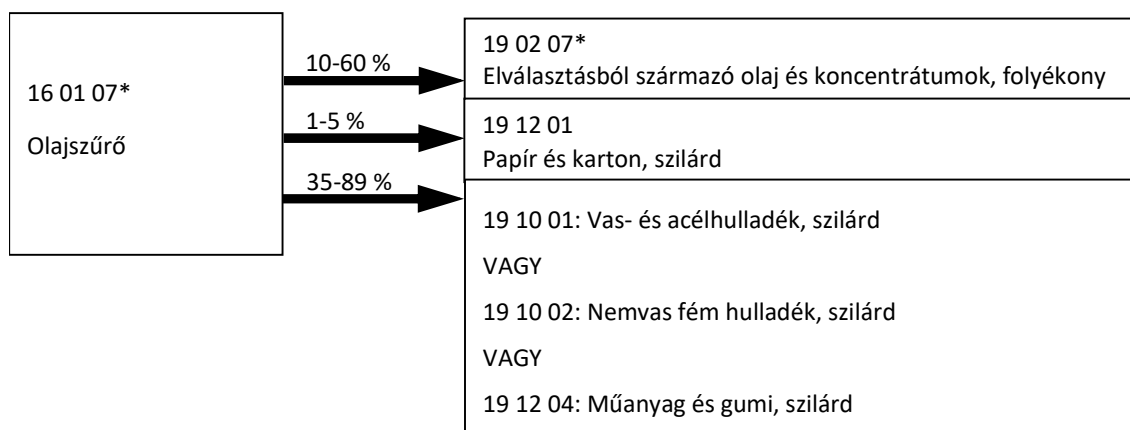 16 01 07*
Olajszűrő
10-60 %
1-5 %
35-89 %
19 02 07*
Elválasztásból származó olaj és koncentrátumok, folyékony
19 12 01
Papír és karton, szilárd
19 10 01: Vas- és acélhulladék, szilárd
VAGY
19 10 02: Nemvas fém hulladék, szilárd
VAGY
19 12 04: Műanyag és gumi, szilárd